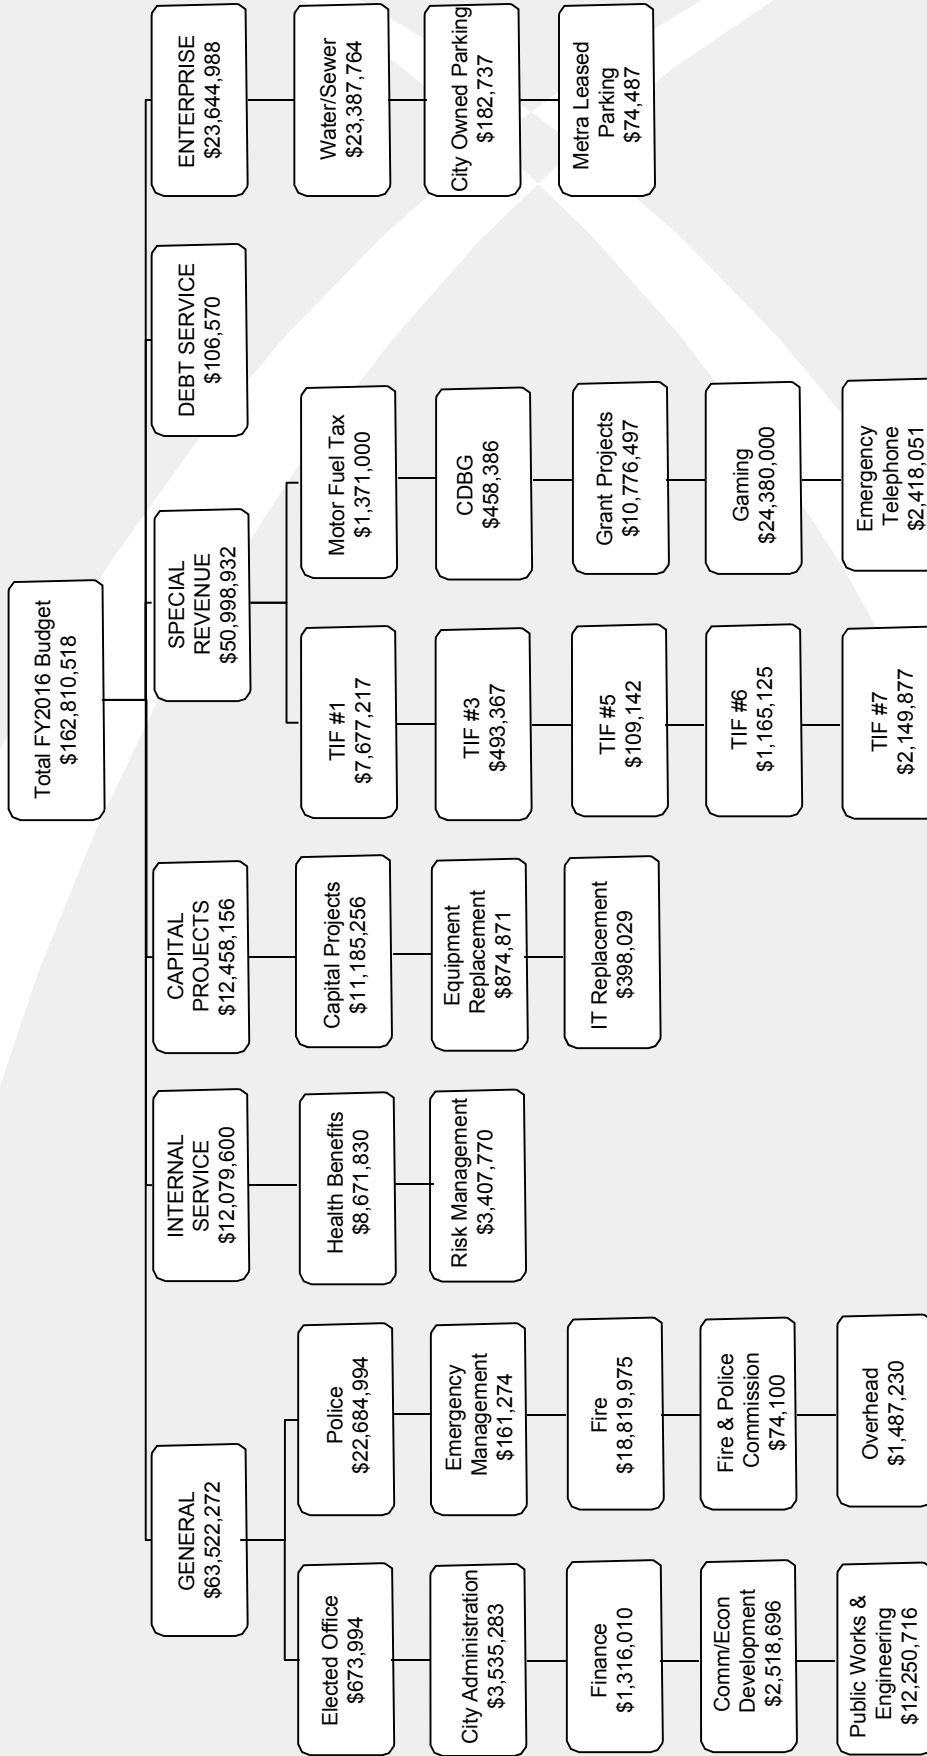 Total FY2016 Budget
$162,810,518
GENERAL
$63,522,272
Elected Office
$673,994
City Administration
$3,535,283
Finance
$1,316,010
Comm/Econ
Development
$2,518,696
Public Works &
Engineering
$12,250,716
Police
$22,684,994
Emergency
Management
$161,274
Fire
$18,819,975
Fire & Police
Commission
$74,100
Overhead
$1,487,230
INTERNAL
SERVICE
$12,079,600
Health Benefits
$8,671,830
Risk Management
$3,407,770
CAPITAL
PROJECTS
$12,458,156
Capital Projects
$11,185,256
Equipment
Replacement
$874,871
IT Replacement
$398,029
SPECIAL
REVENUE
$50,998,932
TIF #1
$7,677,217
TIF #3
$493,367
TIF #5
$109,142
TIF #6
$1,165,125
TIF #7
$2,149,877
Motor Fuel Tax
$1,371,000
CDBG
$458,386
Grant Projects
$10,776,497
Gaming
$24,380,000
Emergency
Telephone
$2,418,051
DEBT SERVICE
$106,570
ENTERPRISE
$23,644,988
Water/Sewer
$23,387,764
City Owned Parking
$182,737
Metra Leased
Parking
$74,487